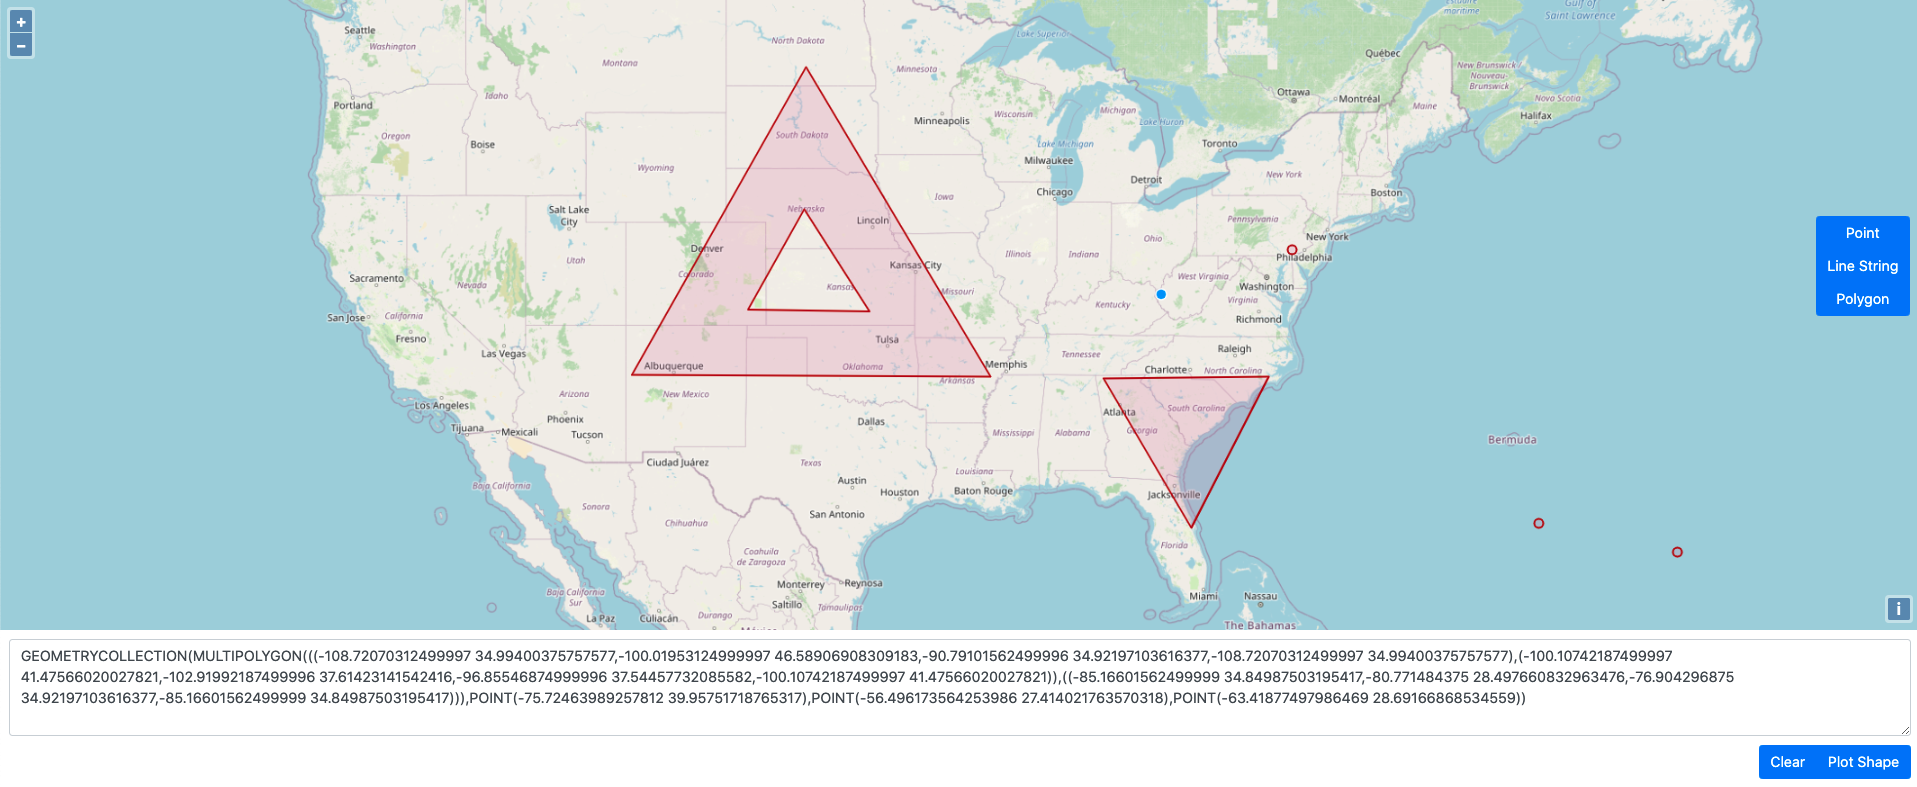 +
−
Seattle
Washington
Montana
North Dakota
Minnesota
Lake Superior
Québec
Estuaire
maritime
Gulf of
Saint Lawrence
New Brunswick
Nouveau
Brunswick
Nova Scotia
Halifax
Portland
Oregon
Idaho
Boise
Wyoming
South Dakota
Minneapolis
Wisconsin
Michigan
Lake Huron
Lake Michigan
Ottawa
Montréal
Maine
Toronto
Milwaukee
Chicago
Detroit
New York
Boston
Salt Lake
City
Nebraska
Lincoln
Iowa
Pennsylvania
New York
Philadelphia
Sacramento
Nevada
Utah
Denver
Colorado
Kansas City
Kansas
Missouri
Illinois
Indiana
Ohio
West Virginia
Washington
Kentucky
Virginia
Richmond
San Jose
Fresno
Las Vegas
Albuquerque
Tulsa
Oklahoma
Arkansas
Memphis
Tennessee
Raleigh
Charlotte
North Carolina
Los Angeles
Arizona
New Mexico
Phoenix
Tijuana
Mexicali
Tucson
Dallas
Atlanta
South Carolina
Georgia
Mississippi
Alabama
Bermuda
Ciudad Juárez
Texas
Louisiana
Baja California
Austin
Houston
Baton Rouge
Jacksonville
Sonora
San Antonio
Chihuahua
Coahuila
de Zaragoza
Florida
Monterrey
Reynosa
Baja California
Sur
Saltillo
Tamaulipas
Miami
Nassau
La Paz
Culiacán
Durango
México
The Bahamas
Point
Line String
Polygon
i
GEOMETRYCOLLECTION(MULTIPOLYGON(((-108.72070312499997 34.99400375757577,-100.01953124999997 46.58906908309183,-90.79101562499996 34.92197103616377,-108.72070312499997 34.99400375757577),(-100.10742187499997
41.47566020027821,-102.91992187499996 37.61423141542416,-96.85546874999996 37.54457732085582,-100.10742187499997 41.47566020027821)),((-85.16601562499999 34.84987503195417,-80.771484375 28.497660832963476,-76.904296875
34.92197103616377,-85.16601562499999 34.84987503195417))),POINT(-75.72463989257812 39.95751718765317),POINT(-56.496173564253986 27.414021763570318),POINT(-63.41877497986469 28.69166868534559))
Clear
Plot Shape